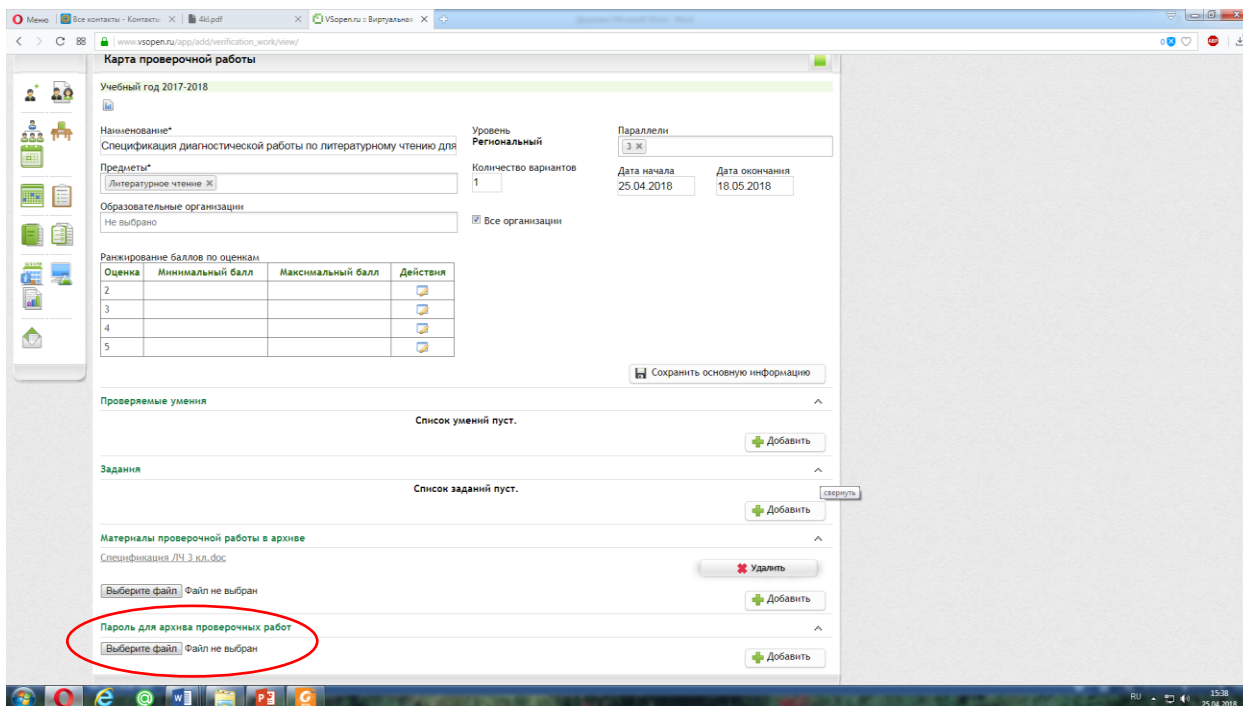 Меню Все контакты - Контакты 4kl.pdf VSopen.ru :: Виртуальная
www.vsopen.ru/app/add/verification_work/view/ 0
Карта проверочной работы
Учебный год 2017-2018
Наименование* Уровень Параллели
Спецификация диагностической работы по литературному чтению для Региональный 3
Предметы* Количество вариантов Дата начала Дата окончания
Литературное чтение 1 25.04.2018 18.05.2018
Образовательные организации
Не выбрано Все организации
Ранжирование баллов по оценкам
Оценка Минимальный балл Максимальный балл Действия
2
3
4
5
Сохранить основную информацию
Проверяемые умения
Список умений пуст.
Добавить
Задания
Список заданий пуст.
свернуть
Добавить
Материалы проверочной работы в архиве
Спецификация ЛЧ 3 кл.doc
Удалить
Выберите файл Файл не выбран
Добавить
Пароль для архива проверочных работ
Выберите файл Файл не выбран
Добавить
RU 15:38
25.04.2018